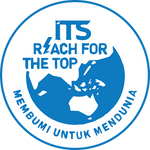 ITS
REACH FOR
THE TOP
MEMBUMI UNTUK MENDUNIA